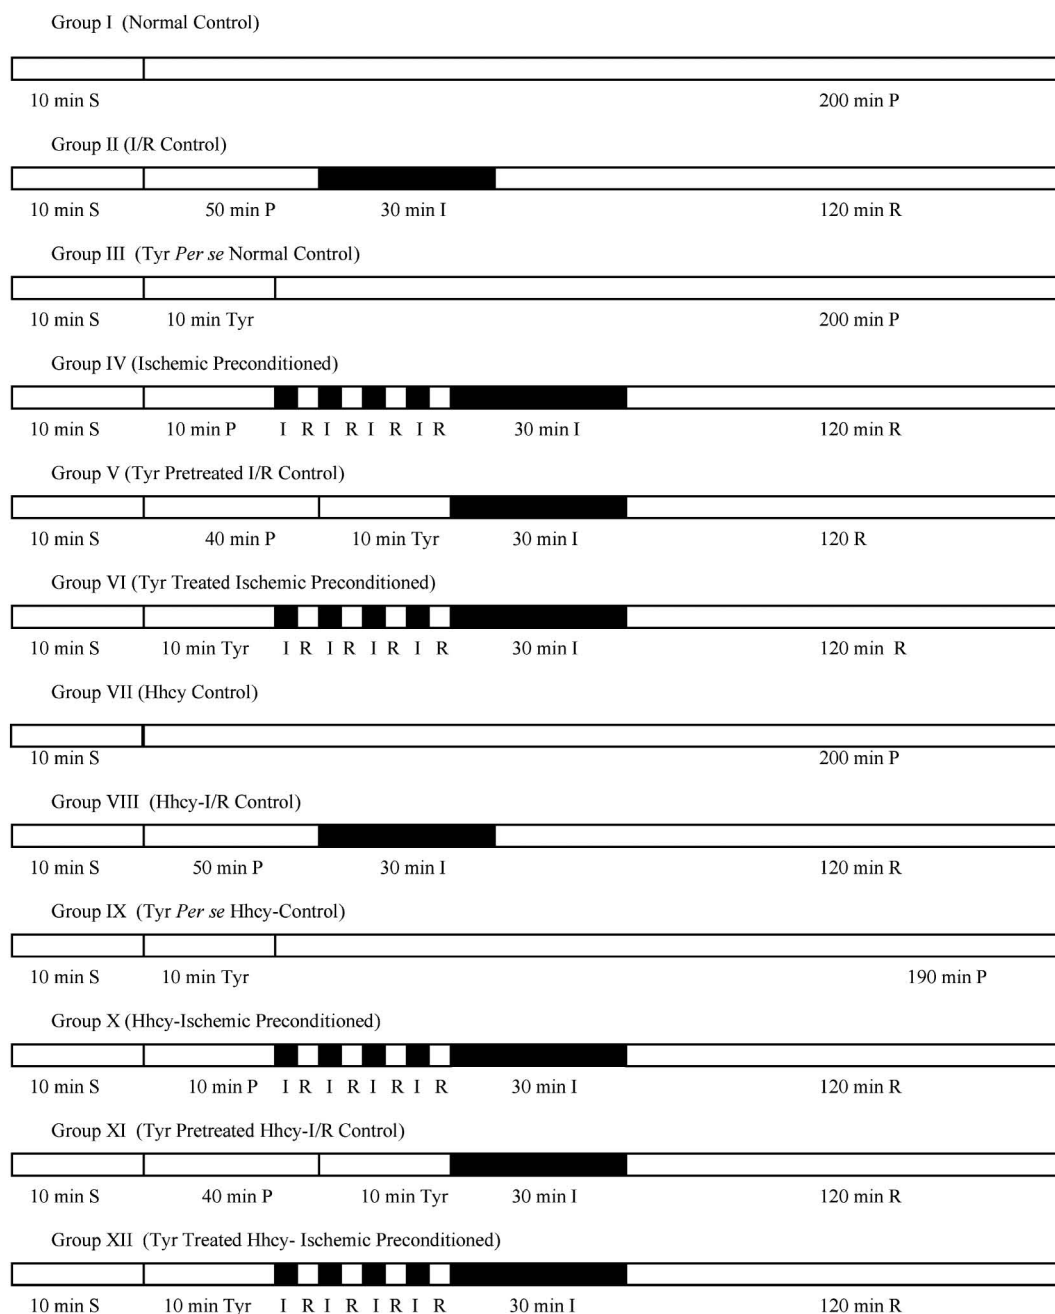 Group I (Normal Control)
10 min S 200 min P
Group II (I/R Control)
10 min S 50 min P 30 min I 120 min R
Group III (Tyr Per se Normal Control)
10 min S 10 min Tyr 200 min P
Group IV (Ischemic Preconditioned)
10 min S 10 min P I R I R I R I R 30 min I 120 min R
Group V (Tyr Pretreated I/R Control)
10 min S 40 min P 10 min Tyr 30 min I 120 R
Group VI (Tyr Treated Ischemic Preconditioned)
10 min S 10 min Tyr I R I R I R I R 30 min I 120 min R
Group VII (Hhcy Control)
10 min S 200 min P
Group VIII (Hhcy-I/R Control)
10 min S 50 min P 30 min I 120 min R
Group IX (Tyr Per se Hhcy-Control)
10 min S 10 min Tyr 190 min P
Group X (Hhcy-Ischemic Preconditioned)
10 min S 10 min P I R I R I R I R 30 min I 120 min R
Group XI (Tyr Pretreated Hhcy-I/R Control)
10 min S 40 min P 10 min Tyr 30 min I 120 min R
Group XII (Tyr Treated Hhcy- Ischemic Preconditioned)
10 min S 10 min Tyr I R I R I R I R 30 min I 120 min R